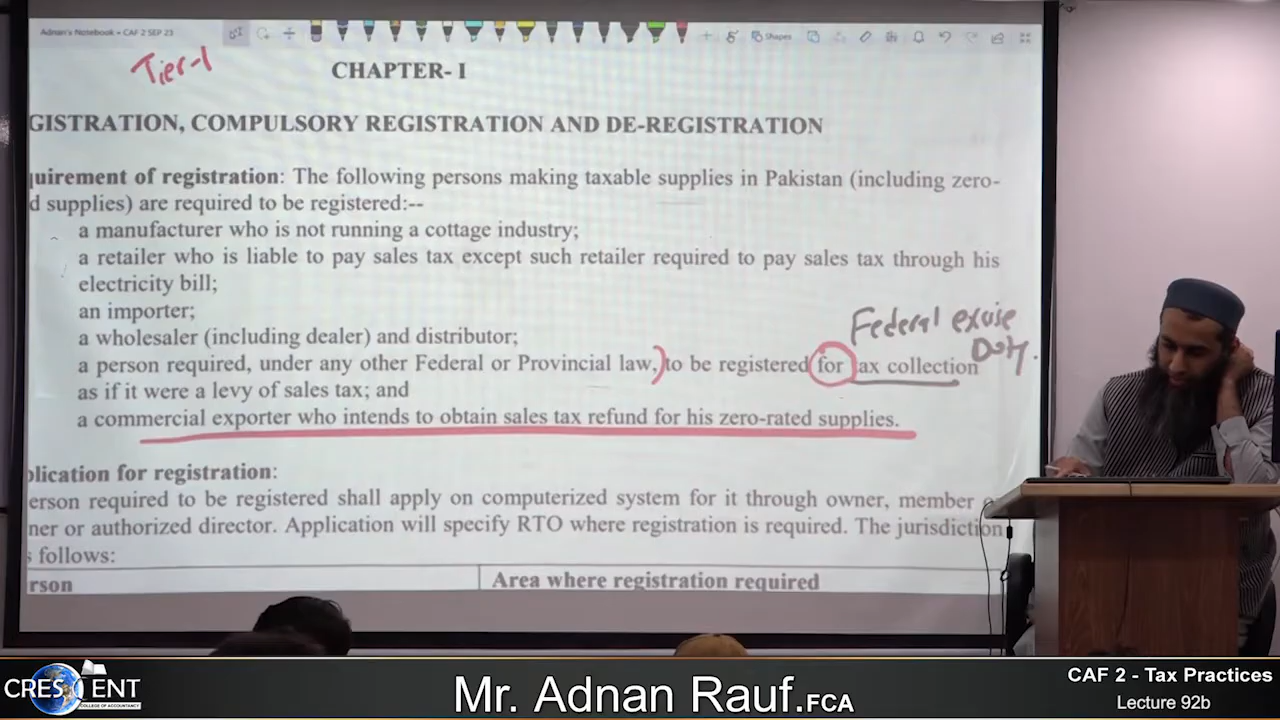 Adnan's Notebook – CAF 2 SEP 23
Shapes
Tier-1
CHAPTER- I
GISTRATION, COMPULSORY REGISTRATION AND DE-REGISTRATION
quirement of registration: The following persons making taxable supplies in Pakistan (including zero-
d supplies) are required to be registered:--
a manufacturer who is not running a cottage industry;
a retailer who is liable to pay sales tax except such retailer required to pay sales tax through his
electricity bill;
an importer;
a wholesaler (including dealer) and distributor;
Federal excise
Duty.
a person required, under any other Federal or Provincial law, to be registered for tax collection
as if it were a levy of sales tax; and
a commercial exporter who intends to obtain sales tax refund for his zero-rated supplies.
plication for registration:
erson required to be registered shall apply on computerized system for it through owner, member
ner or authorized director. Application will specify RTO where registration is required. The jurisdiction
s follows:
rson
Area where registration required
CRESCENT
COLLEGE OF ACCOUNTANCY
Mr. Adnan Rauf.FCA
CAF 2 - Tax Practices
Lecture 92b